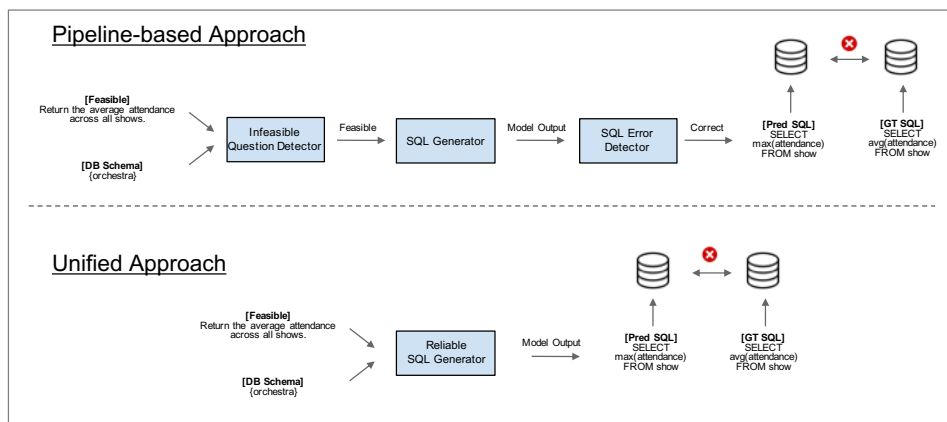 Pipeline-based Approach
[Feasible]
Return the average attendance
across all shows.
[DB Schema]
{orchestra}
Infeasible
Question Detector
Feasible
SQL Generator
Model Output
SQL Error
Detector
Correct
[Pred SQL]
SELECT
max(attendance)
FROM show
[GT SQL]
SELECT
avg(attendance)
FROM show
Unified Approach
[Feasible]
Return the average attendance
across all shows.
[DB Schema]
{orchestra}
Reliable
SQL Generator
Model Output
[Pred SQL]
SELECT
max(attendance)
FROM show
[GT SQL]
SELECT
avg(attendance)
FROM show